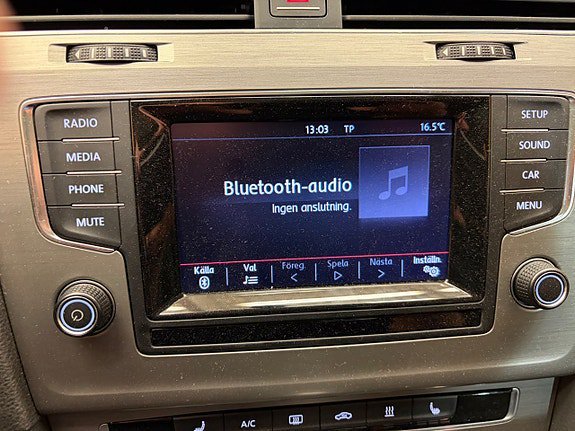 RADIO
MEDIA
PHONE
MUTE
13:03 TP 16.5°C
Bluetooth-audio
Ingen anslutning.
Källa Val Föreg. Spela Nästa Inställn.
SETUP
SOUND
CAR
MENU
A/C